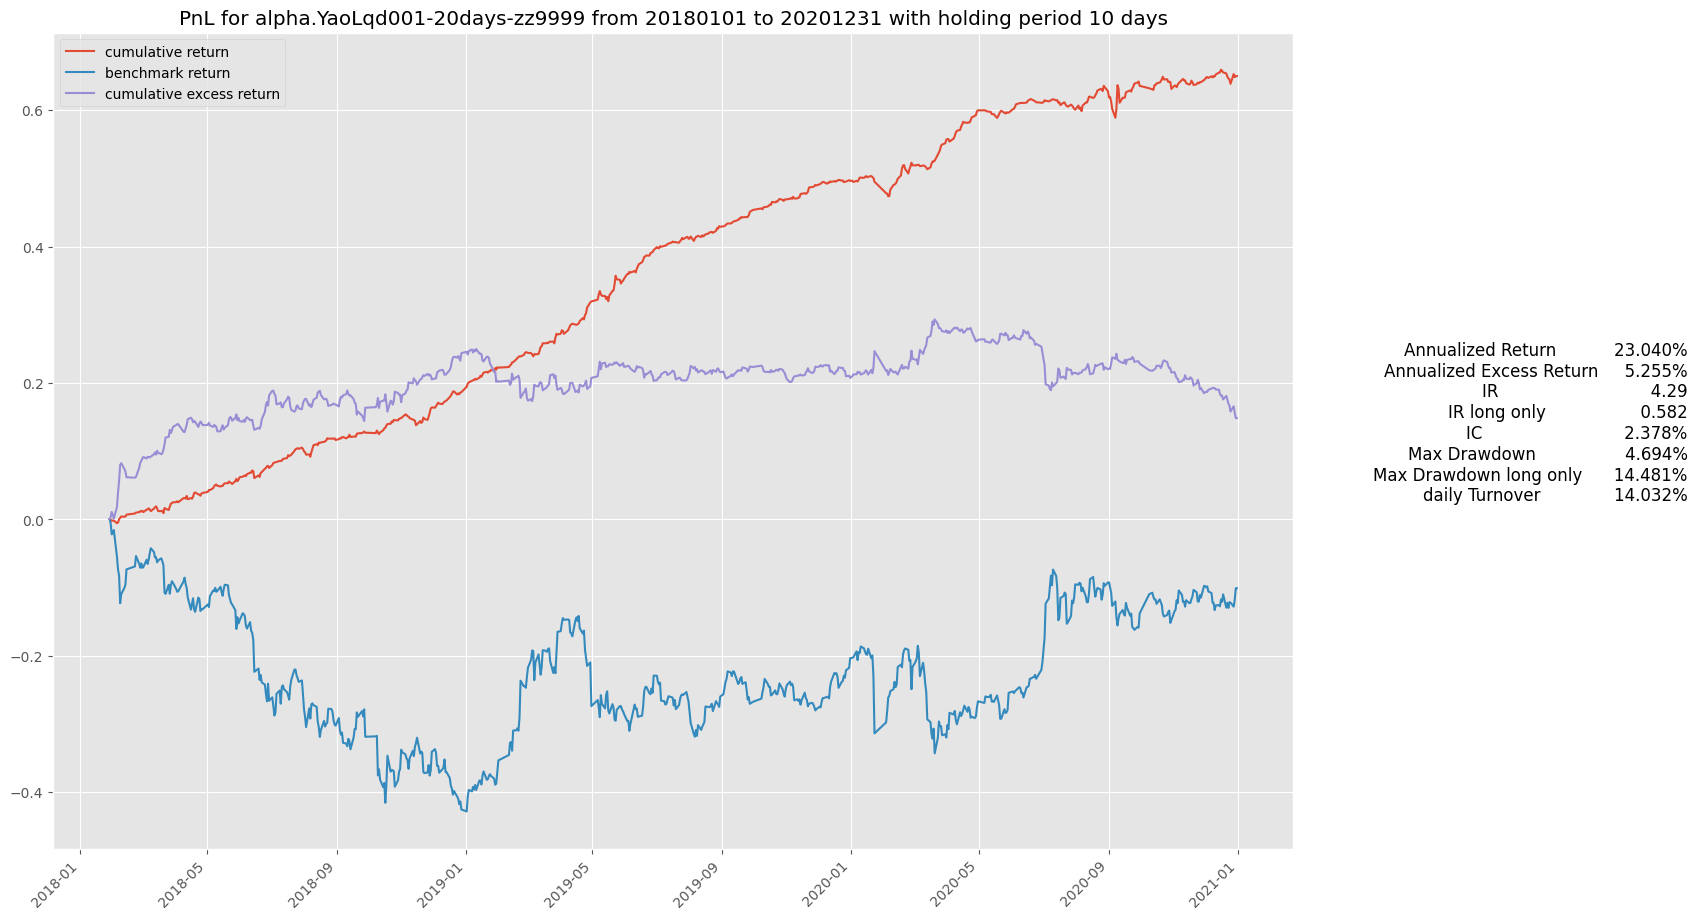 PnL for alpha.YaoLqd001-20days-zz9999 from 20180101 to 20201231 with holding period 10 days
cumulative return
benchmark return
cumulative excess return
0.6
0.4
0.2
0.0
−0.2
−0.4
2018-01
2018-05
2018-09
2019-01
2019-05
2019-09
2020-01
2020-05
2020-09
2021-01
Annualized Return 23.040%
Annualized Excess Return 5.255%
IR 4.29
IR long only 0.582
IC 2.378%
Max Drawdown 4.694%
Max Drawdown long only 14.481%
daily Turnover 14.032%